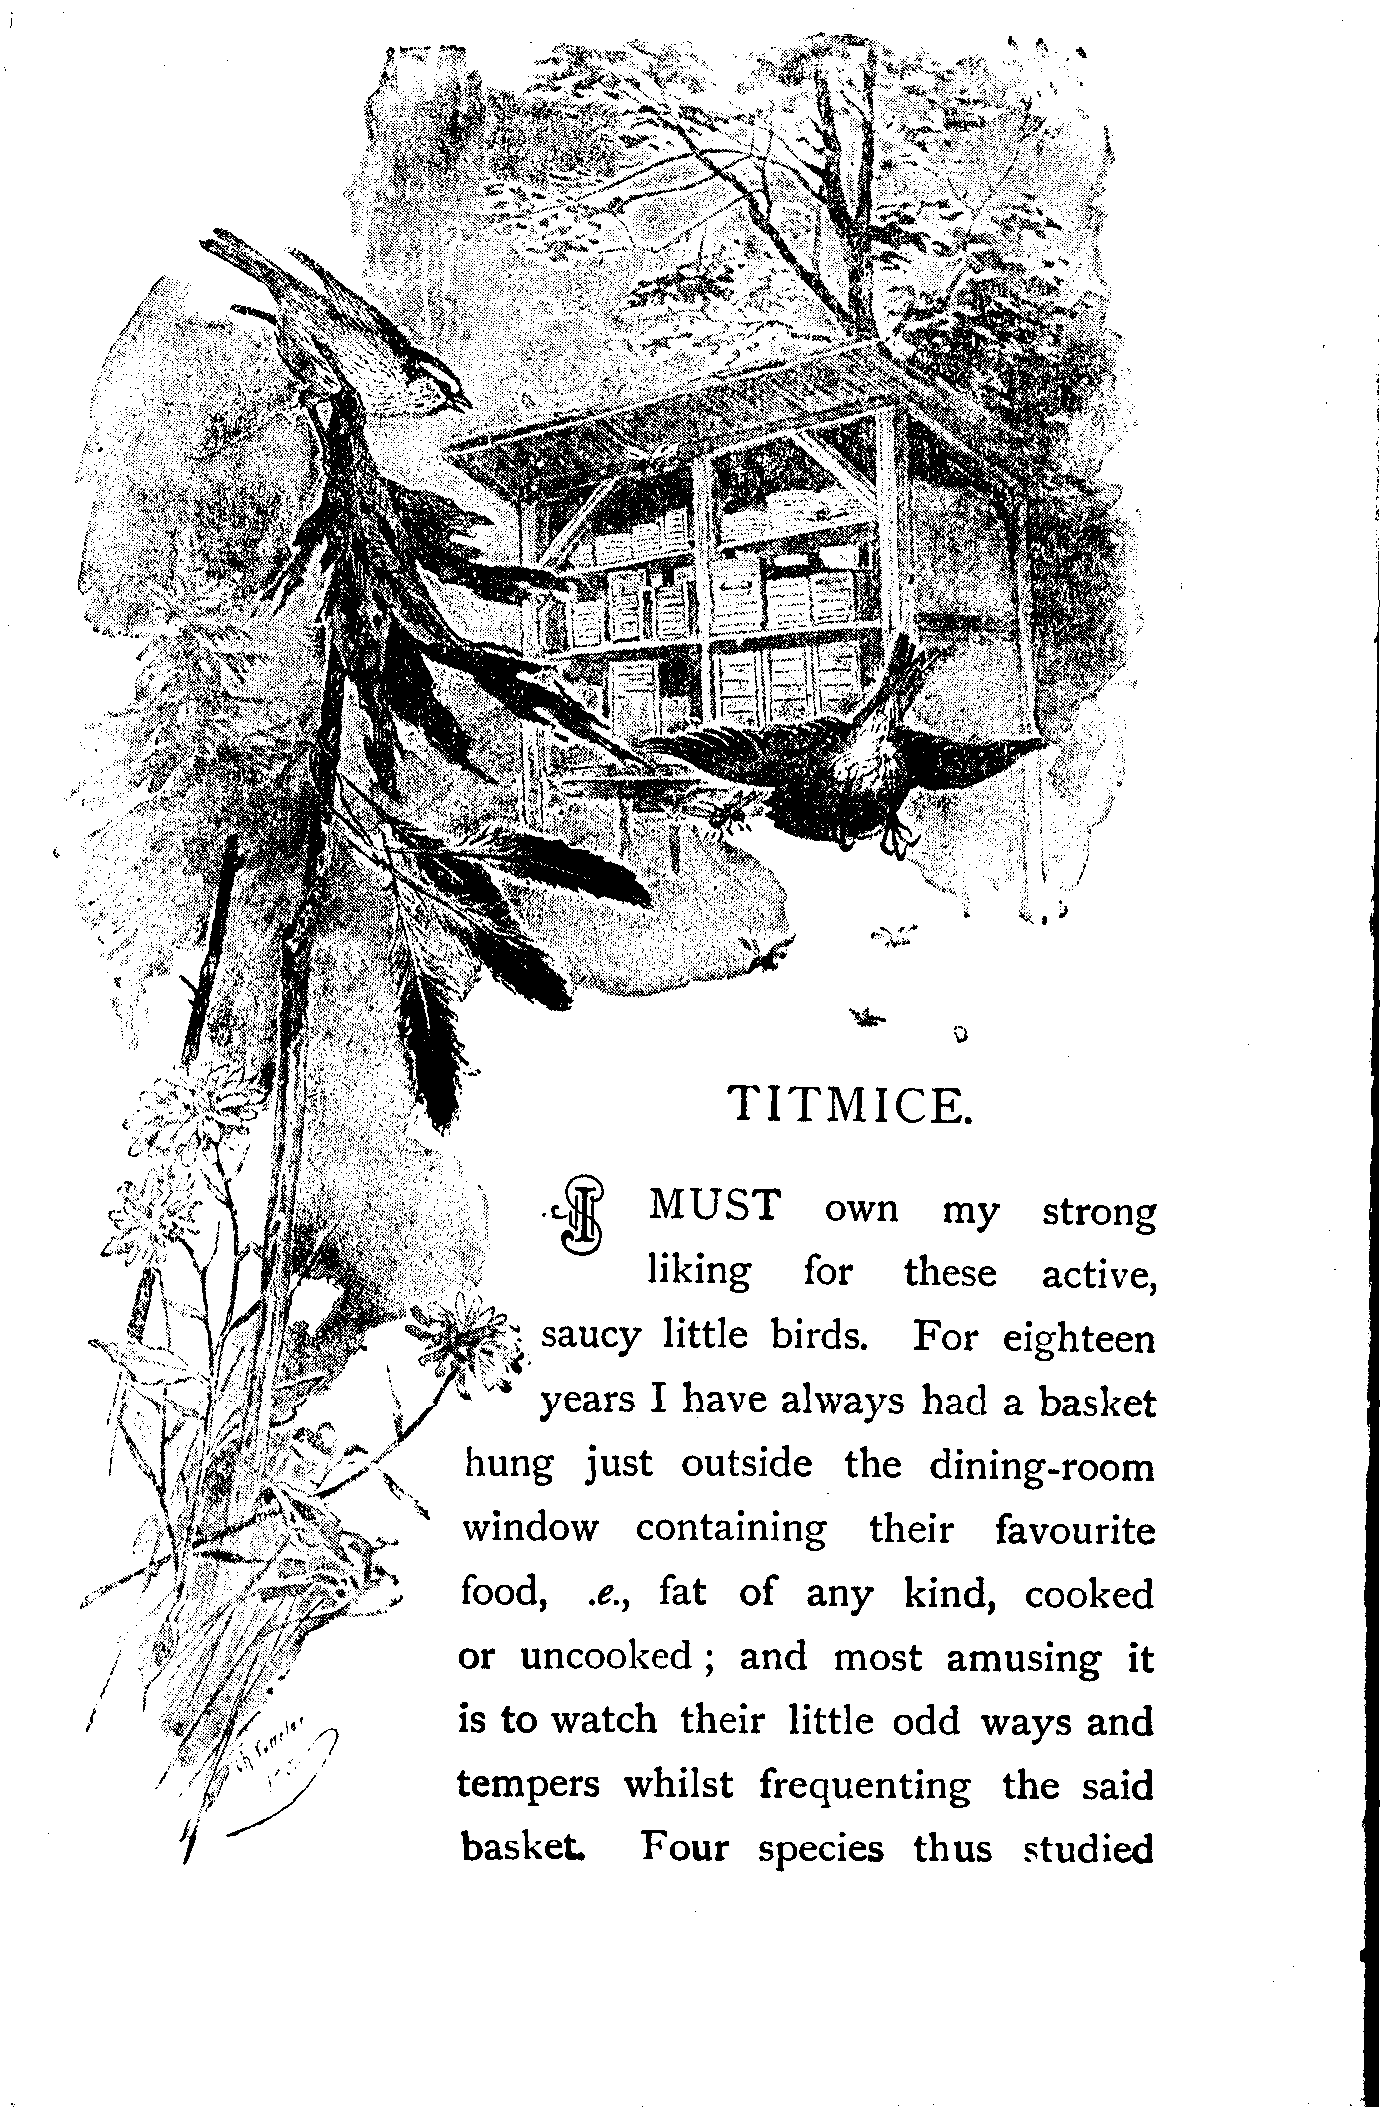 TITMICE.
I MUST own my strong
liking for these active,
saucy little birds. For eighteen
years I have always had a basket
hung just outside the dining-room
window containing their favourite
food, .e., fat of any kind, cooked
or uncooked ; and most amusing it
is to watch their little odd ways and
tempers whilst frequenting the said
basket. Four species thus studied